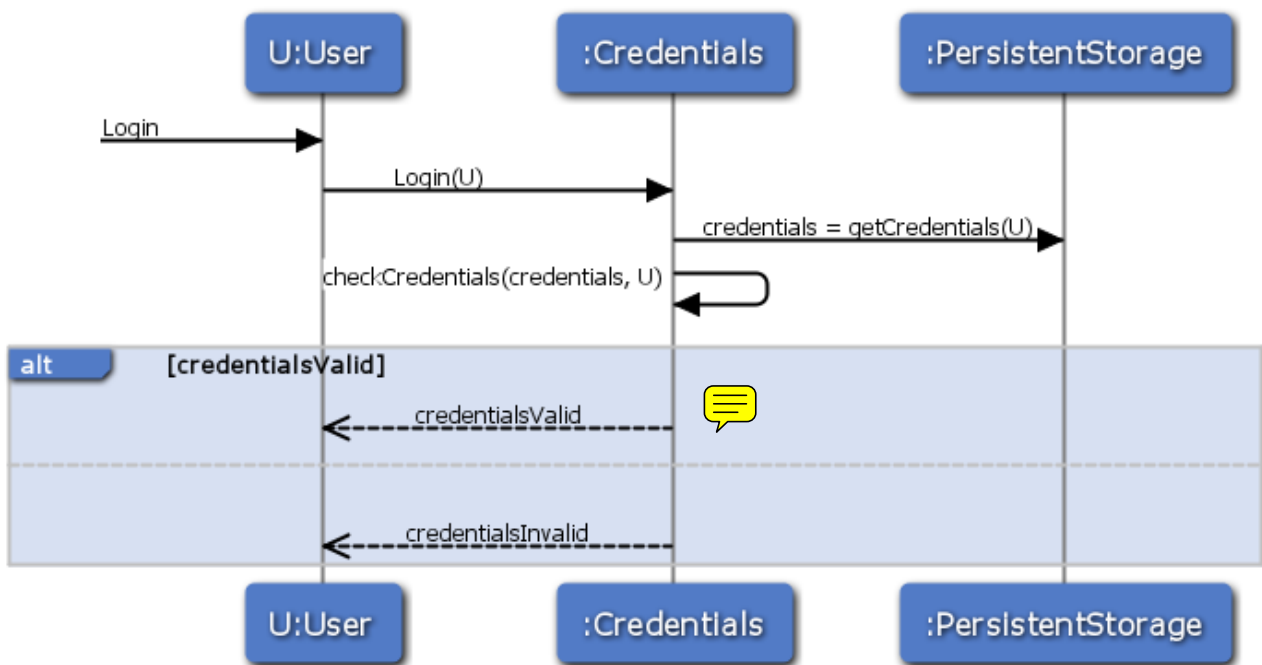 U:User
:Credentials
:PersistentStorage
Login
Login(U)
credentials = getCredentials(U)
checkCredentials(credentials, U)
alt
[credentialsValid]
credentialsValid
credentialsInvalid
U:User
:Credentials
:PersistentStorage